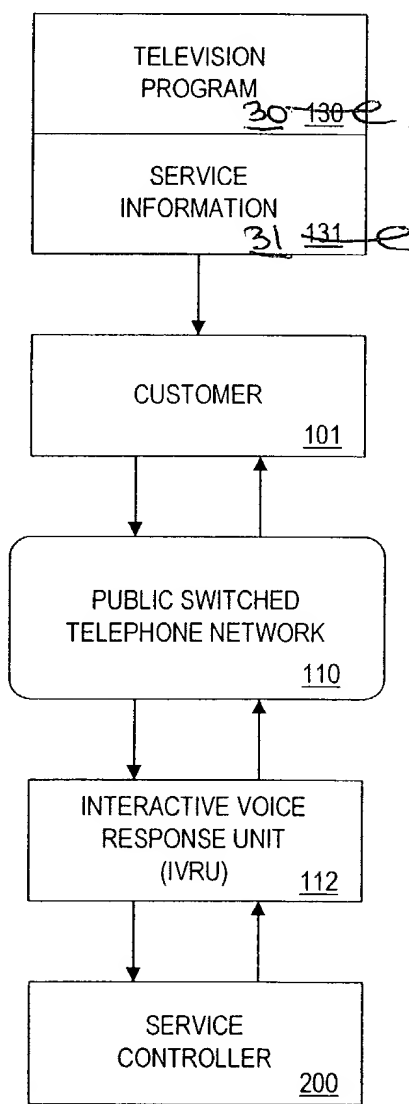 TELEVISION
PROGRAM
30 130 e
SERVICE
INFORMATION
31 131 e
CUSTOMER
101
PUBLIC SWITCHED
TELEPHONE NETWORK
110
INTERACTIVE VOICE
RESPONSE UNIT
(IVRU)
112
SERVICE
CONTROLLER
200